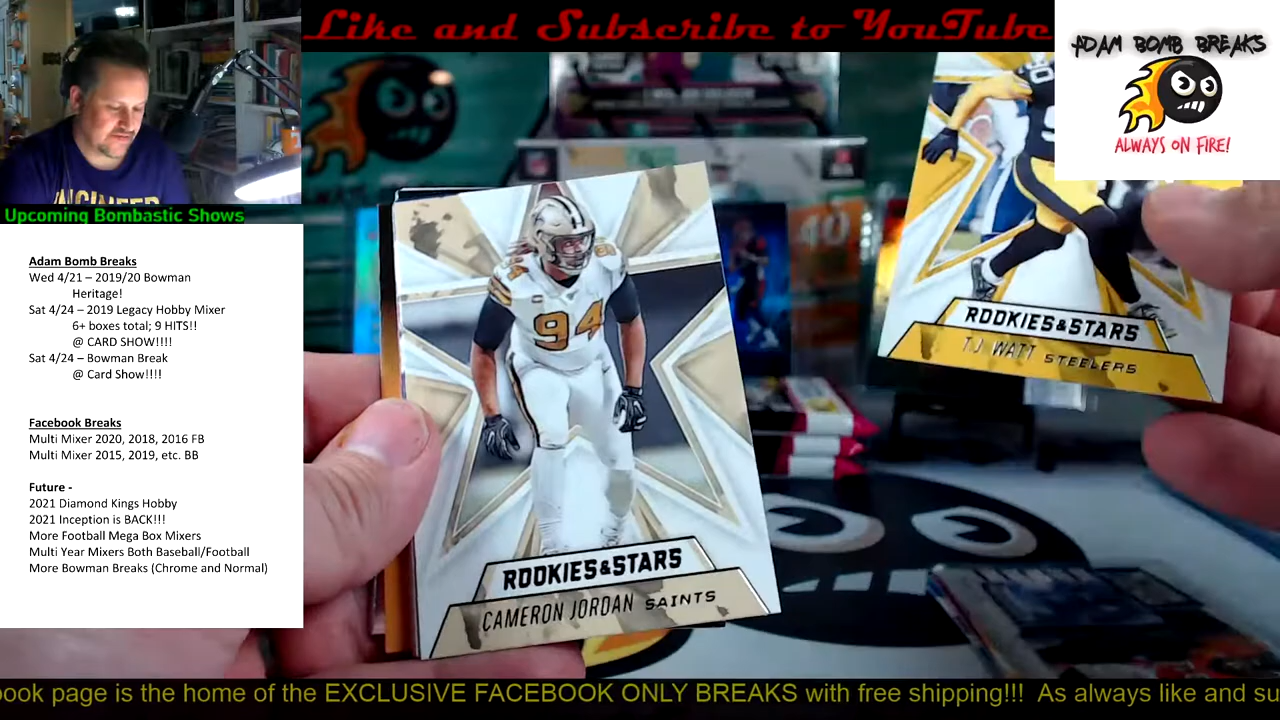 Like and Subscribe to YouTube
ADAM BOMB BREAKS
ALWAYS ON FIRE!
ENGINEER
Upcoming Bombastic Shows
Adam Bomb Breaks
Wed 4/21 – 2019/20 Bowman
Heritage!
Sat 4/24 – 2019 Legacy Hobby Mixer
6+ boxes total; 9 HITS!!
@ CARD SHOW!!!!
Sat 4/24 – Bowman Break
@ Card Show!!!!
Facebook Breaks
Multi Mixer 2020, 2018, 2016 FB
Multi Mixer 2015, 2019, etc. BB
Future -
2021 Diamond Kings Hobby
2021 Inception is BACK!!!
More Football Mega Box Mixers
Multi Year Mixers Both Baseball/Football
More Bowman Breaks (Chrome and Normal)
40
ROOKIES&STARS
T.J. WATT STEELERS
94
94
ROOKIES&STARS
CAMERON JORDAN SAINTS
ook page is the home of the EXCLUSIVE FACEBOOK ONLY BREAKS with free shipping!!! As always like and su